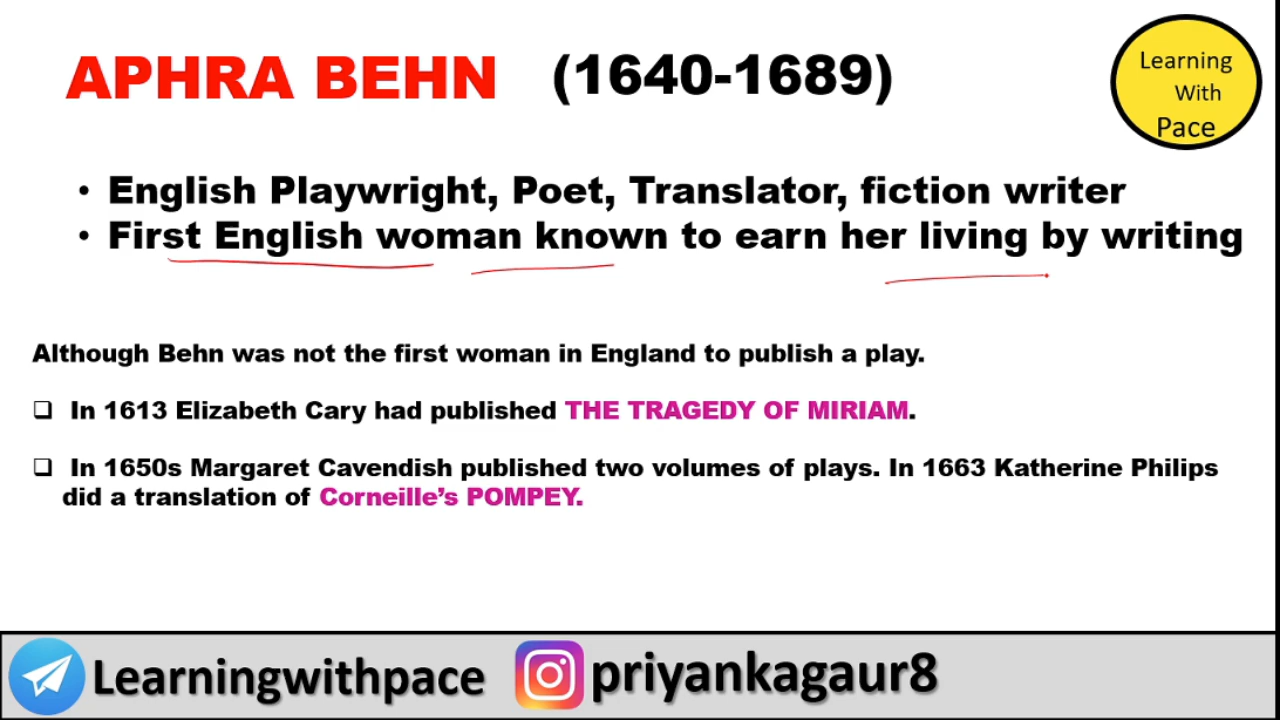 APHRA BEHN (1640-1689)
Learning
With
Pace
• English Playwright, Poet, Translator, fiction writer
• First English woman known to earn her living by writing
Although Behn was not the first woman in England to publish a play.
❑ In 1613 Elizabeth Cary had published THE TRAGEDY OF MIRIAM.
❑ In 1650s Margaret Cavendish published two volumes of plays. In 1663 Katherine Philips
did a translation of Corneille’s POMPEY.
Learningwithpace priyankagaur8